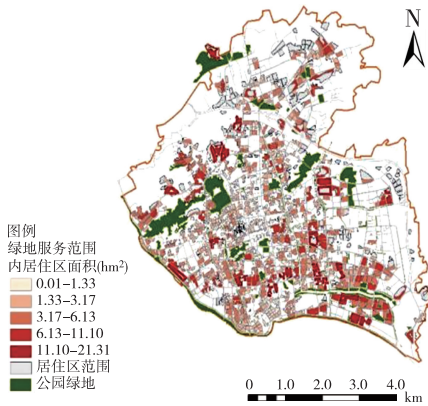 N
图例
绿地服务范围
内居住区面积(hm²)
0.01–1.33
1.33–3.17
3.17–6.13
6.13–11.10
11.10–21.31
居住区范围
公园绿地
0 1.0 2.0 3.0 4.0
km